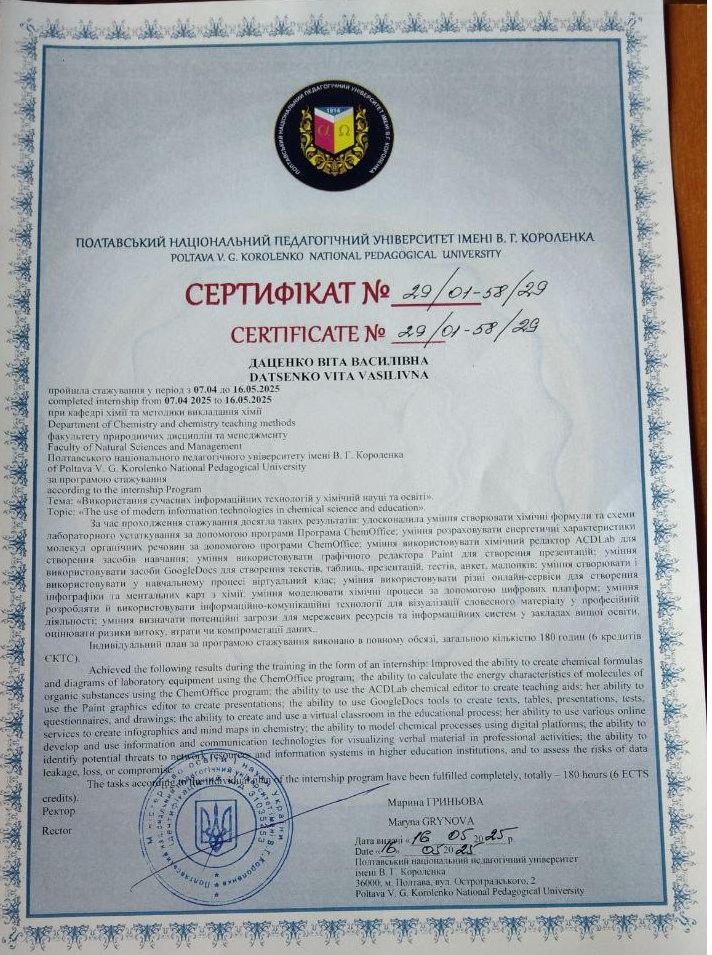 ПОЛТАВСЬКИЙ НАЦІОНАЛЬНИЙ ПЕДАГОГІЧНИЙ УНІВЕРСИТЕТ ІМЕНІ В. Г. КОРОЛЕНКА
1914
α Ω
ПОЛТАВСЬКИЙ НАЦІОНАЛЬНИЙ ПЕДАГОГІЧНИЙ УНІВЕРСИТЕТ ІМЕНІ В. Г. КОРОЛЕНКА
POLTAVA V. G. KOROLENKO NATIONAL PEDAGOGICAL UNIVERSITY
СЕРТИФІКАТ № 29/01-58/29
CERTIFICATE № 29/01-58/29
ДАЦЕНКО ВІТА ВАСИЛІВНА
DATSENKO VITA VASILIVNA
пройшла стажування у період з 07.04 до 16.05.2025
completed internship from 07.04 2025 to 16.05.2025
при кафедрі хімії та методики викладання хімії
Department of Chemistry and chemistry teaching methods
факультету природничих дисциплін та менеджменту
Faculty of Natural Sciences and Management
Полтавського національного педагогічного університету імені В. Г. Короленка
of Poltava V. G. Korolenko National Pedagogical University
за програмою стажування
according to the internship Program
Тема: «Використання сучасних інформаційних технологій у хімічній науці та освіті».
Topic: «The use of modern information technologies in chemical science and education».
За час проходження стажування досягла таких результатів: удосконалила уміння створювати хімічні формули та схеми
лабораторного устаткування за допомогою програми Програма ChemOffice; уміння розраховувати енергетичні характеристики
молекул органічних речовин за допомогою програми ChemOffice; уміння використовувати хімічний редактор ACDLab для
створення засобів навчання; уміння використовувати графічного редактора Paint для створення презентацій; уміння
використовувати засоби GoogleDocs для створення текстів, таблиць, презентацій, тестів, анкет, малюнків; уміння створювати і
використовувати у навчальному процесі віртуальний клас; уміння використовувати різні онлайн-сервіси для створення
інфографіки та ментальних карт з хімії; уміння моделювати хімічні процеси за допомогою цифрових платформ; уміння
розробляти й використовувати інформаційно-комунікаційні технології для візуалізації словесного матеріалу у професійній
діяльності; уміння визначати потенційні загрози для мережевих ресурсів та інформаційних систем у закладах вищої освіти,
оцінювати ризики витоку, втрати чи компрометації даних..
Індивідуальний план за програмою стажування виконано в повному обсязі, загальною кількістю 180 годин (6 кредитів
ЄКТС).
Achieved the following results during the training in the form of an internship: Improved the ability to create chemical formulas
and diagrams of laboratory equipment using the ChemOffice program; the ability to calculate the energy characteristics of molecules of
organic substances using the ChemOffice program; the ability to use the ACDLab chemical editor to create teaching aids; her ability to
use the Paint graphics editor to create presentations; the ability to use GoogleDocs tools to create texts, tables, presentations, tests,
questionnaires, and drawings; the ability to create and use a virtual classroom in the educational process; her ability to use various online
services to create infographics and mind maps in chemistry; the ability to model chemical processes using digital platforms; the ability to
develop and use information and communication technologies for visualizing verbal material in professional activities; the ability to
identify potential threats to network resources and information systems in higher education institutions, and to assess the risks of data
leakage, loss, or compromise
The tasks according to the individual plan of the internship program have been fulfilled completely, totally – 180 hours (6 ECTS
credits).
Ректор Марина ГРИНЬОВА
Rector Maryna GRYNOVA
Дата видачі «16 05 2025 р.
Date «16» 05 2025
Полтавський національний педагогічний університет
імені В. Г. Короленка
36000, м. Полтава, вул. Остроградського, 2
Poltava V. G. Korolenko National Pedagogical University